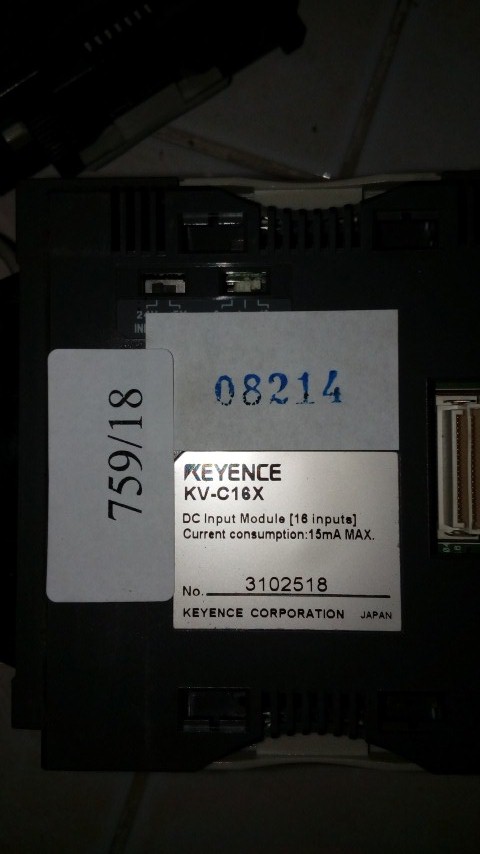 08214
759/18
KEYENCE
KV-C16X
DC Input Module [16 inputs]
Current consumption:15mA MAX.
No. 3102518
KEYENCE CORPORATION JAPAN